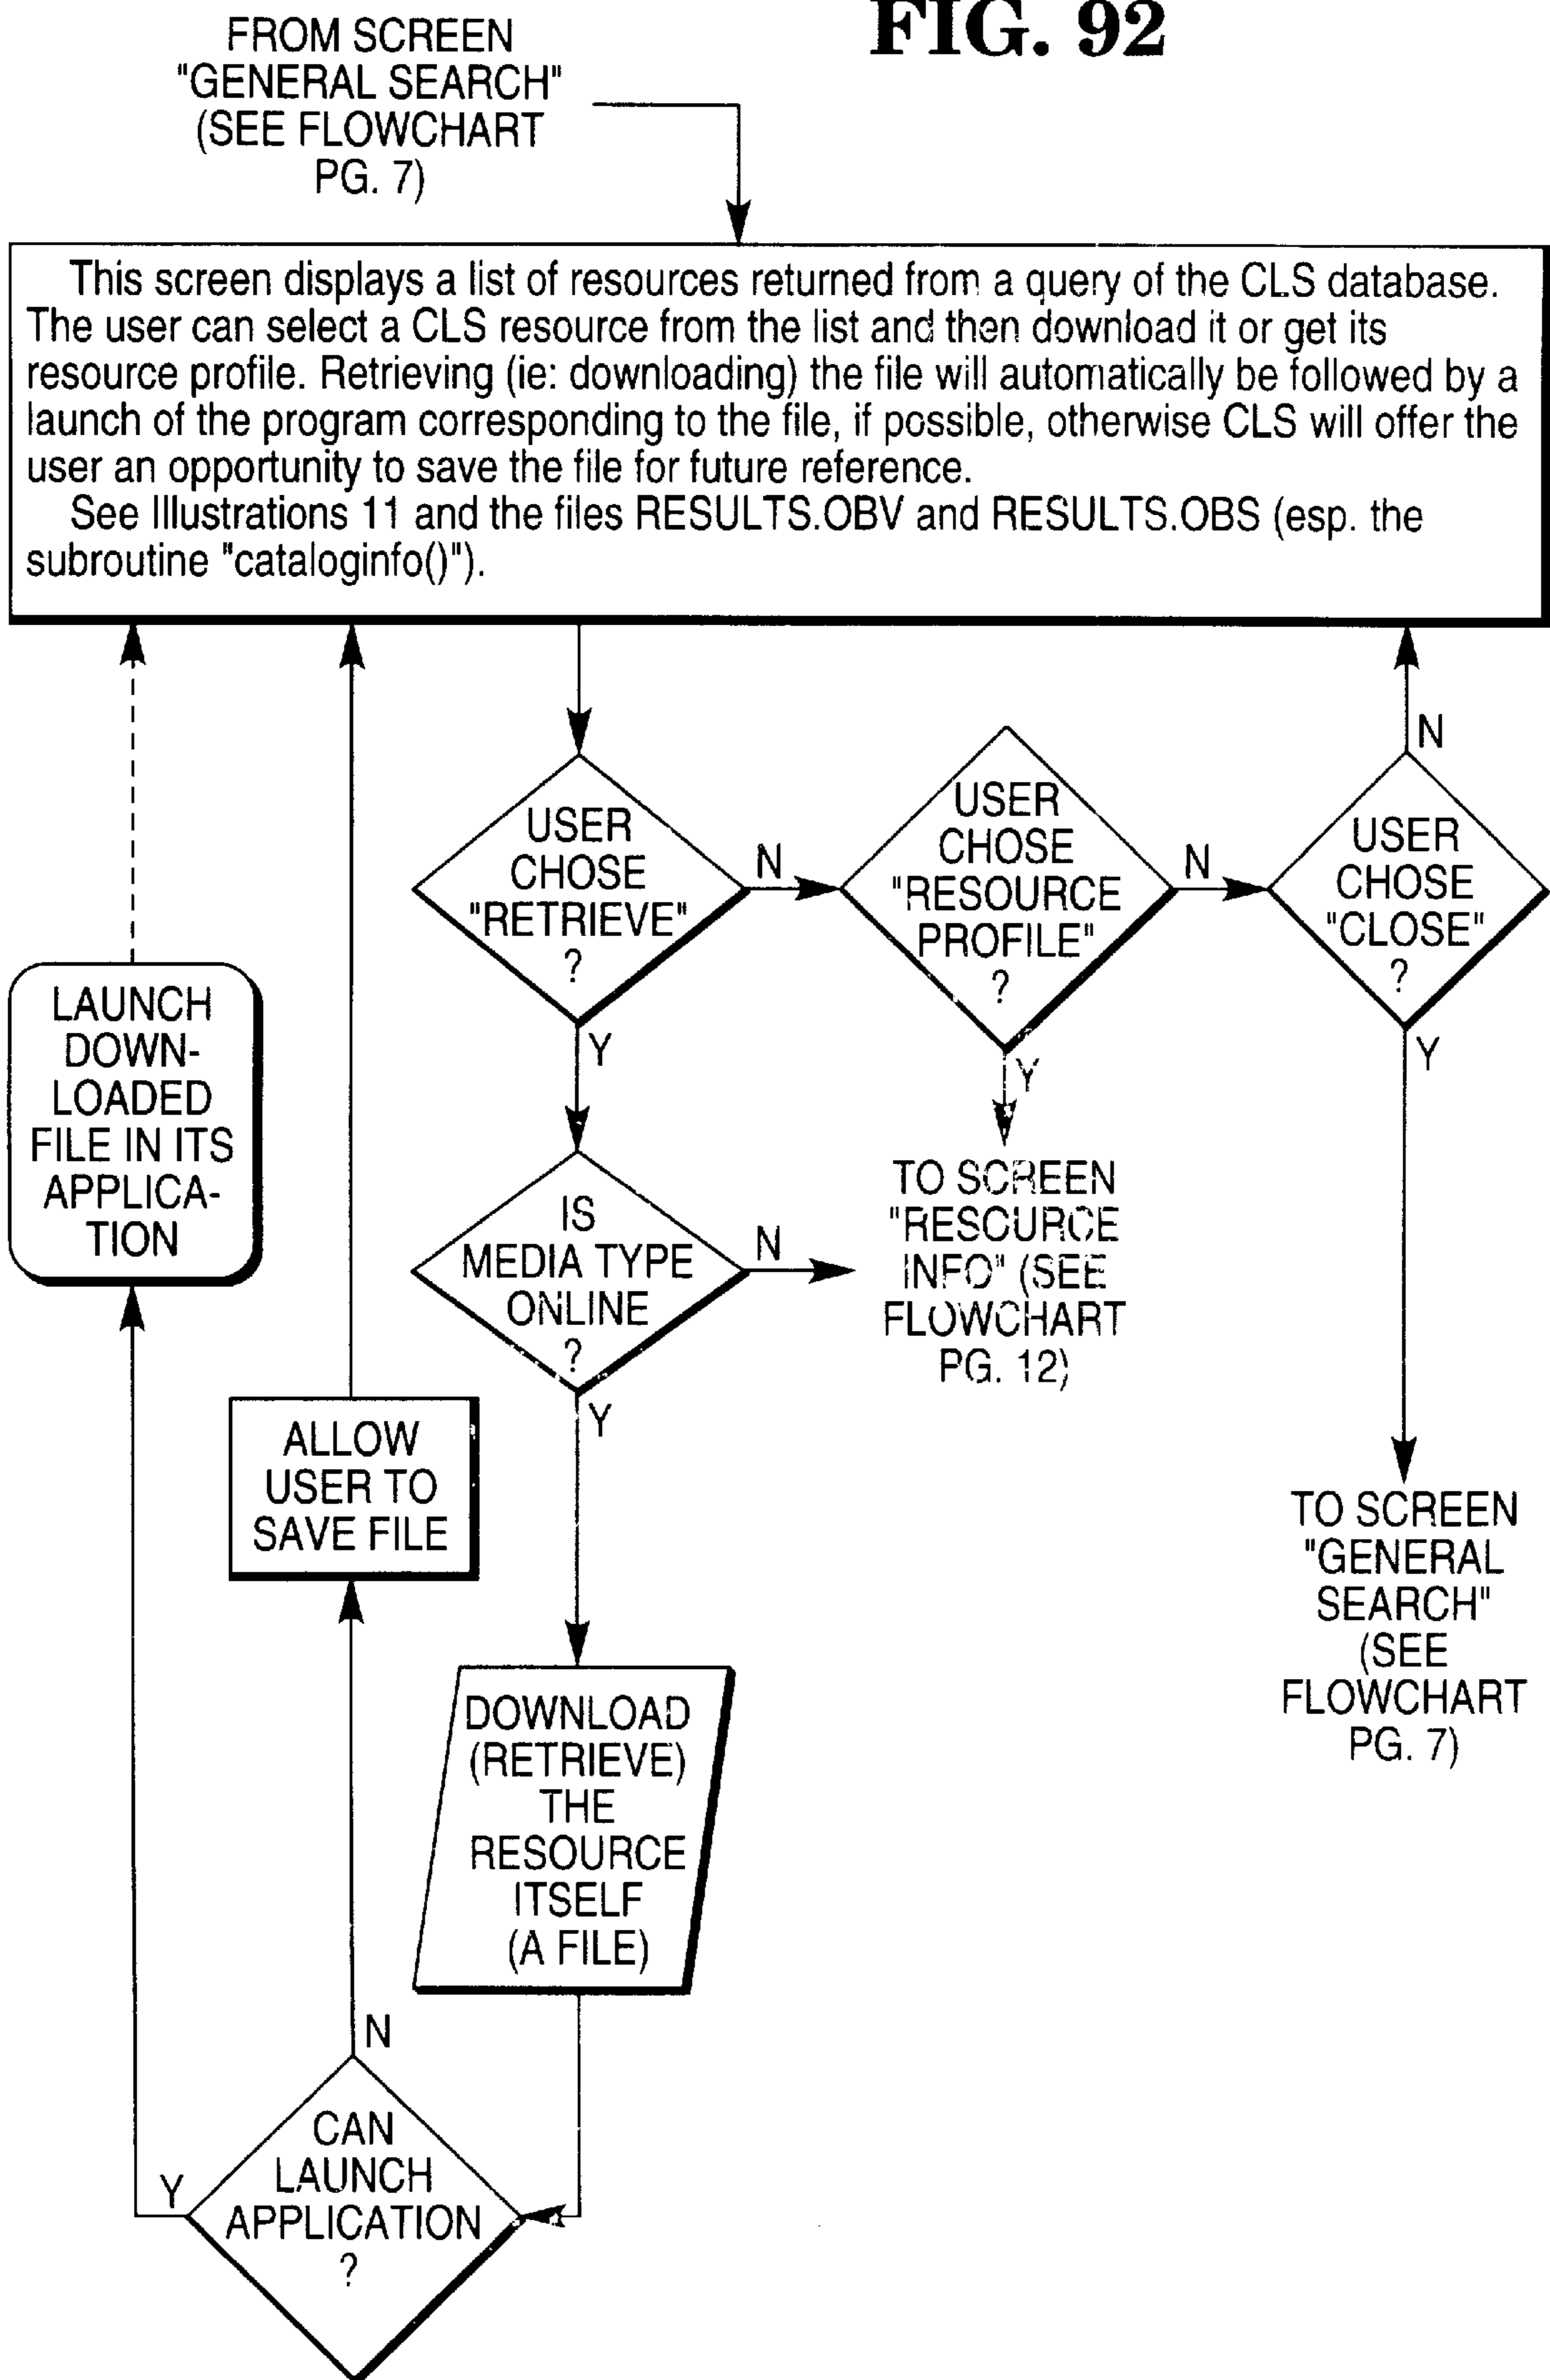 FIG. 92
FROM SCREEN
"GENERAL SEARCH"
(SEE FLOWCHART
PG. 7)
This screen displays a list of resources returned from a query of the CLS database.
The user can select a CLS resource from the list and then download it or get its
resource profile. Retrieving (ie: downloading) the file will automatically be followed by a
launch of the program corresponding to the file, if possible, otherwise CLS will offer the
user an opportunity to save the file for future reference.
See Illustrations 11 and the files RESULTS.OBV and RESULTS.OBS (esp. the
subroutine "cataloginfo()").
USER
CHOSE
"RETRIEVE"
?
N
Y
USER
CHOSE
"RESOURCE
PROFILE"
?
N
Y
USER
CHOSE
"CLOSE"
?
N
Y
LAUNCH
DOWN-
LOADED
FILE IN ITS
APPLICA-
TION
IS
MEDIA TYPE
ONLINE
?
N
Y
TO SCREEN
"RESOURCE
INFO" (SEE
FLOWCHART
PG. 12)
ALLOW
USER TO
SAVE FILE
TO SCREEN
"GENERAL
SEARCH"
(SEE
FLOWCHART
PG. 7)
DOWNLOAD
(RETRIEVE)
THE
RESOURCE
ITSELF
(A FILE)
N
Y
CAN
LAUNCH
APPLICATION
?